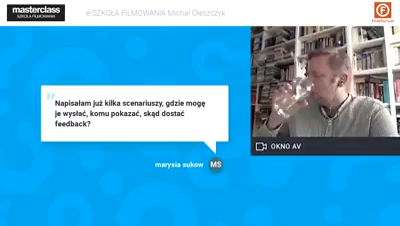 masterclass
SZKOŁA FILMOWANIA
e-SZKOŁA FILMOWANIA Michał Oleszczyk
Napisałam już kilka scenariuszy, gdzie mogę
je wysłać, komu pokazać, skąd dostać
feedback?
marysia sukow MS
OKNO AV